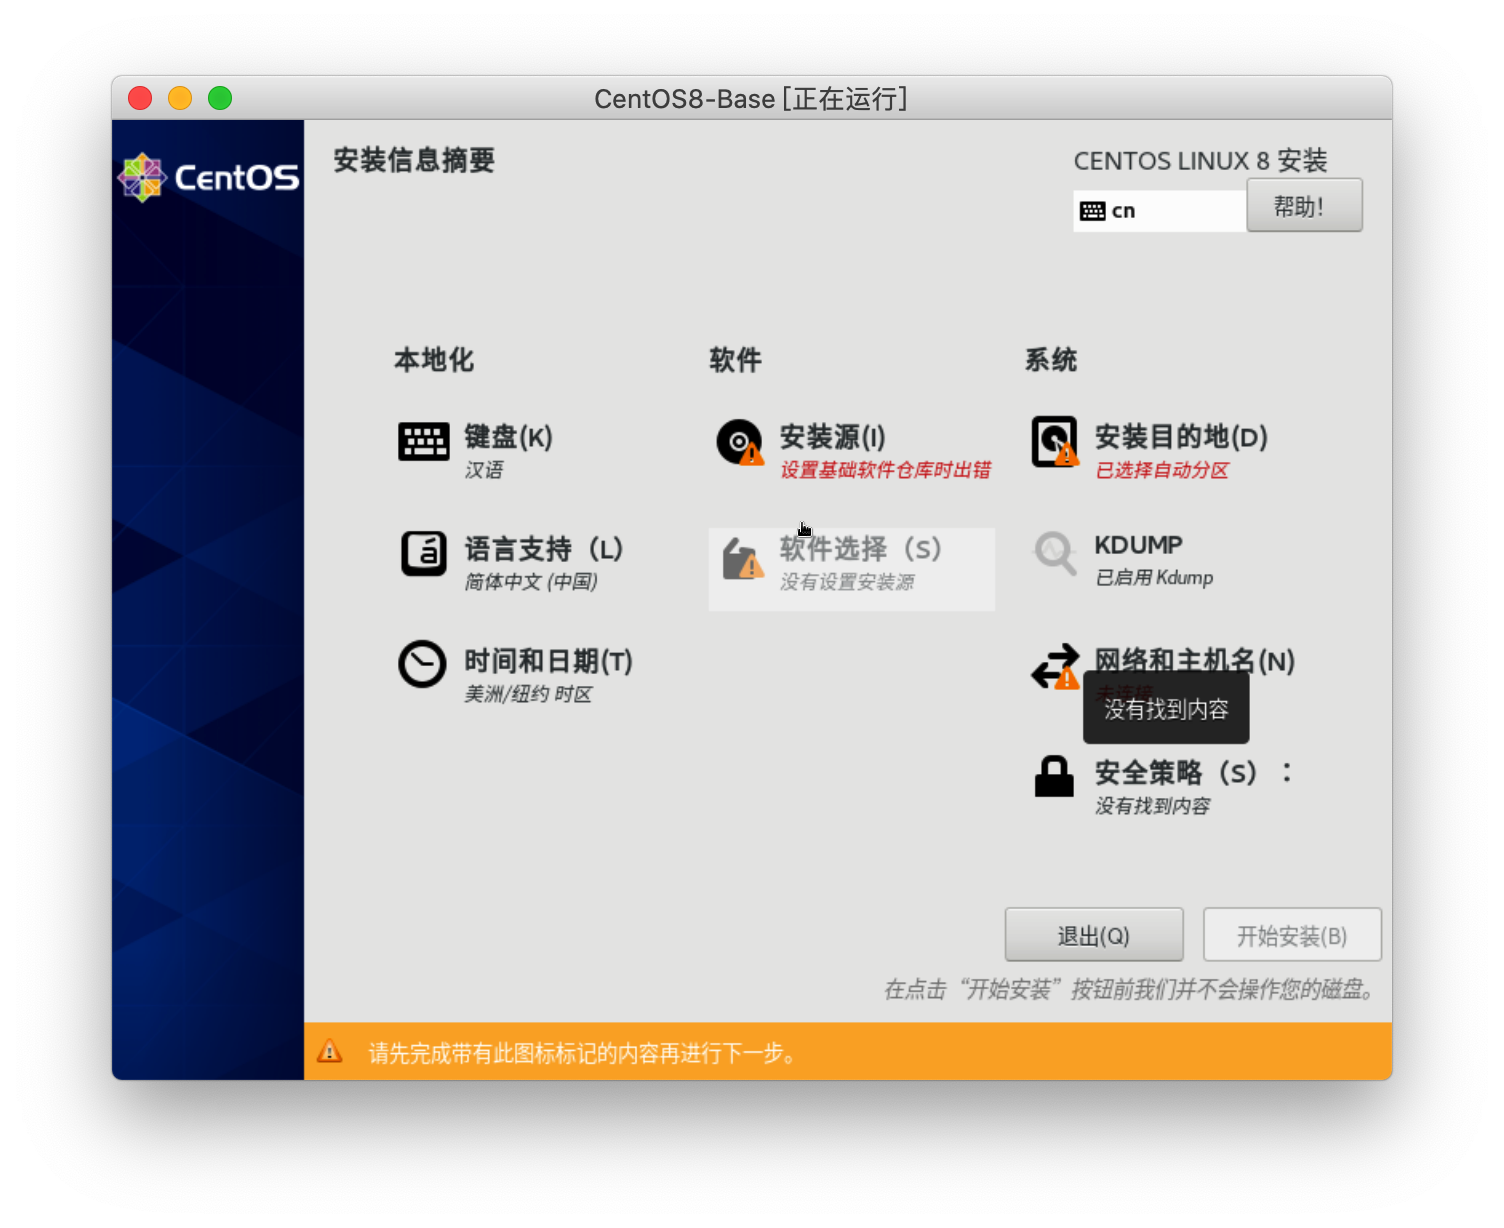 CentOS8-Base [正在运行]
CentOS
安装信息摘要
CENTOS LINUX 8 安装
cn
帮助！
本地化
键盘(K)
汉语
语言支持（L）
简体中文 (中国)
时间和日期(T)
美洲/纽约 时区
软件
安装源(I)
设置基础软件仓库时出错
软件选择（S）
没有设置安装源
系统
安装目的地(D)
已选择自动分区
KDUMP
已启用 Kdump
网络和主机名(N)
未连接
没有找到内容
安全策略（S）：
没有找到内容
退出(Q)
开始安装(B)
在点击“开始安装”按钮前我们并不会操作您的磁盘。
请先完成带有此图标标记的内容再进行下一步。